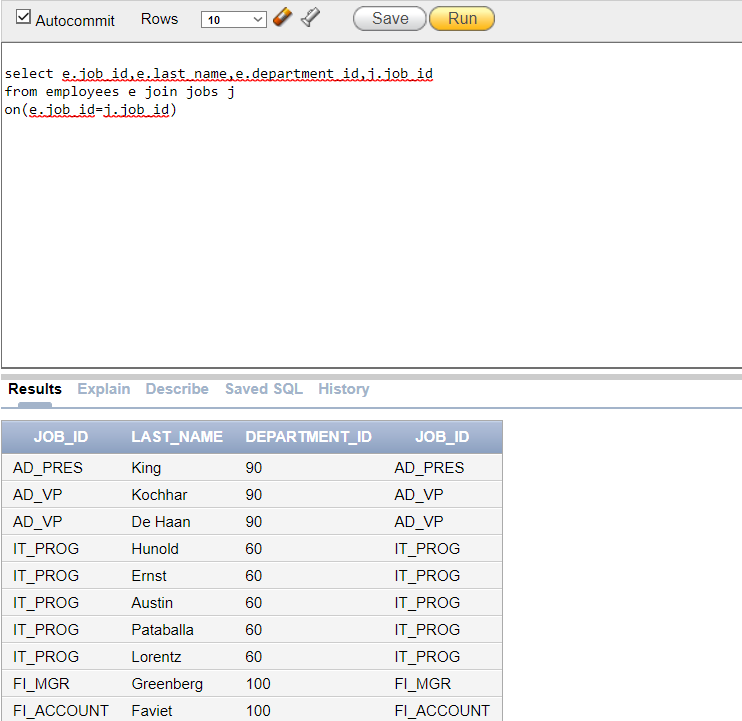 Autocommit Rows 10 Save Run
select e.job_id,e.last_name,e.department_id,j.job_id
from employees e join jobs j
on(e.job_id=j.job_id)
Results Explain Describe Saved SQL History
JOB_ID LAST_NAME DEPARTMENT_ID JOB_ID
AD_PRES King 90 AD_PRES
AD_VP Kochhar 90 AD_VP
AD_VP De Haan 90 AD_VP
IT_PROG Hunold 60 IT_PROG
IT_PROG Ernst 60 IT_PROG
IT_PROG Austin 60 IT_PROG
IT_PROG Pataballa 60 IT_PROG
IT_PROG Lorentz 60 IT_PROG
FI_MGR Greenberg 100 FI_MGR
FI_ACCOUNT Faviet 100 FI_ACCOUNT